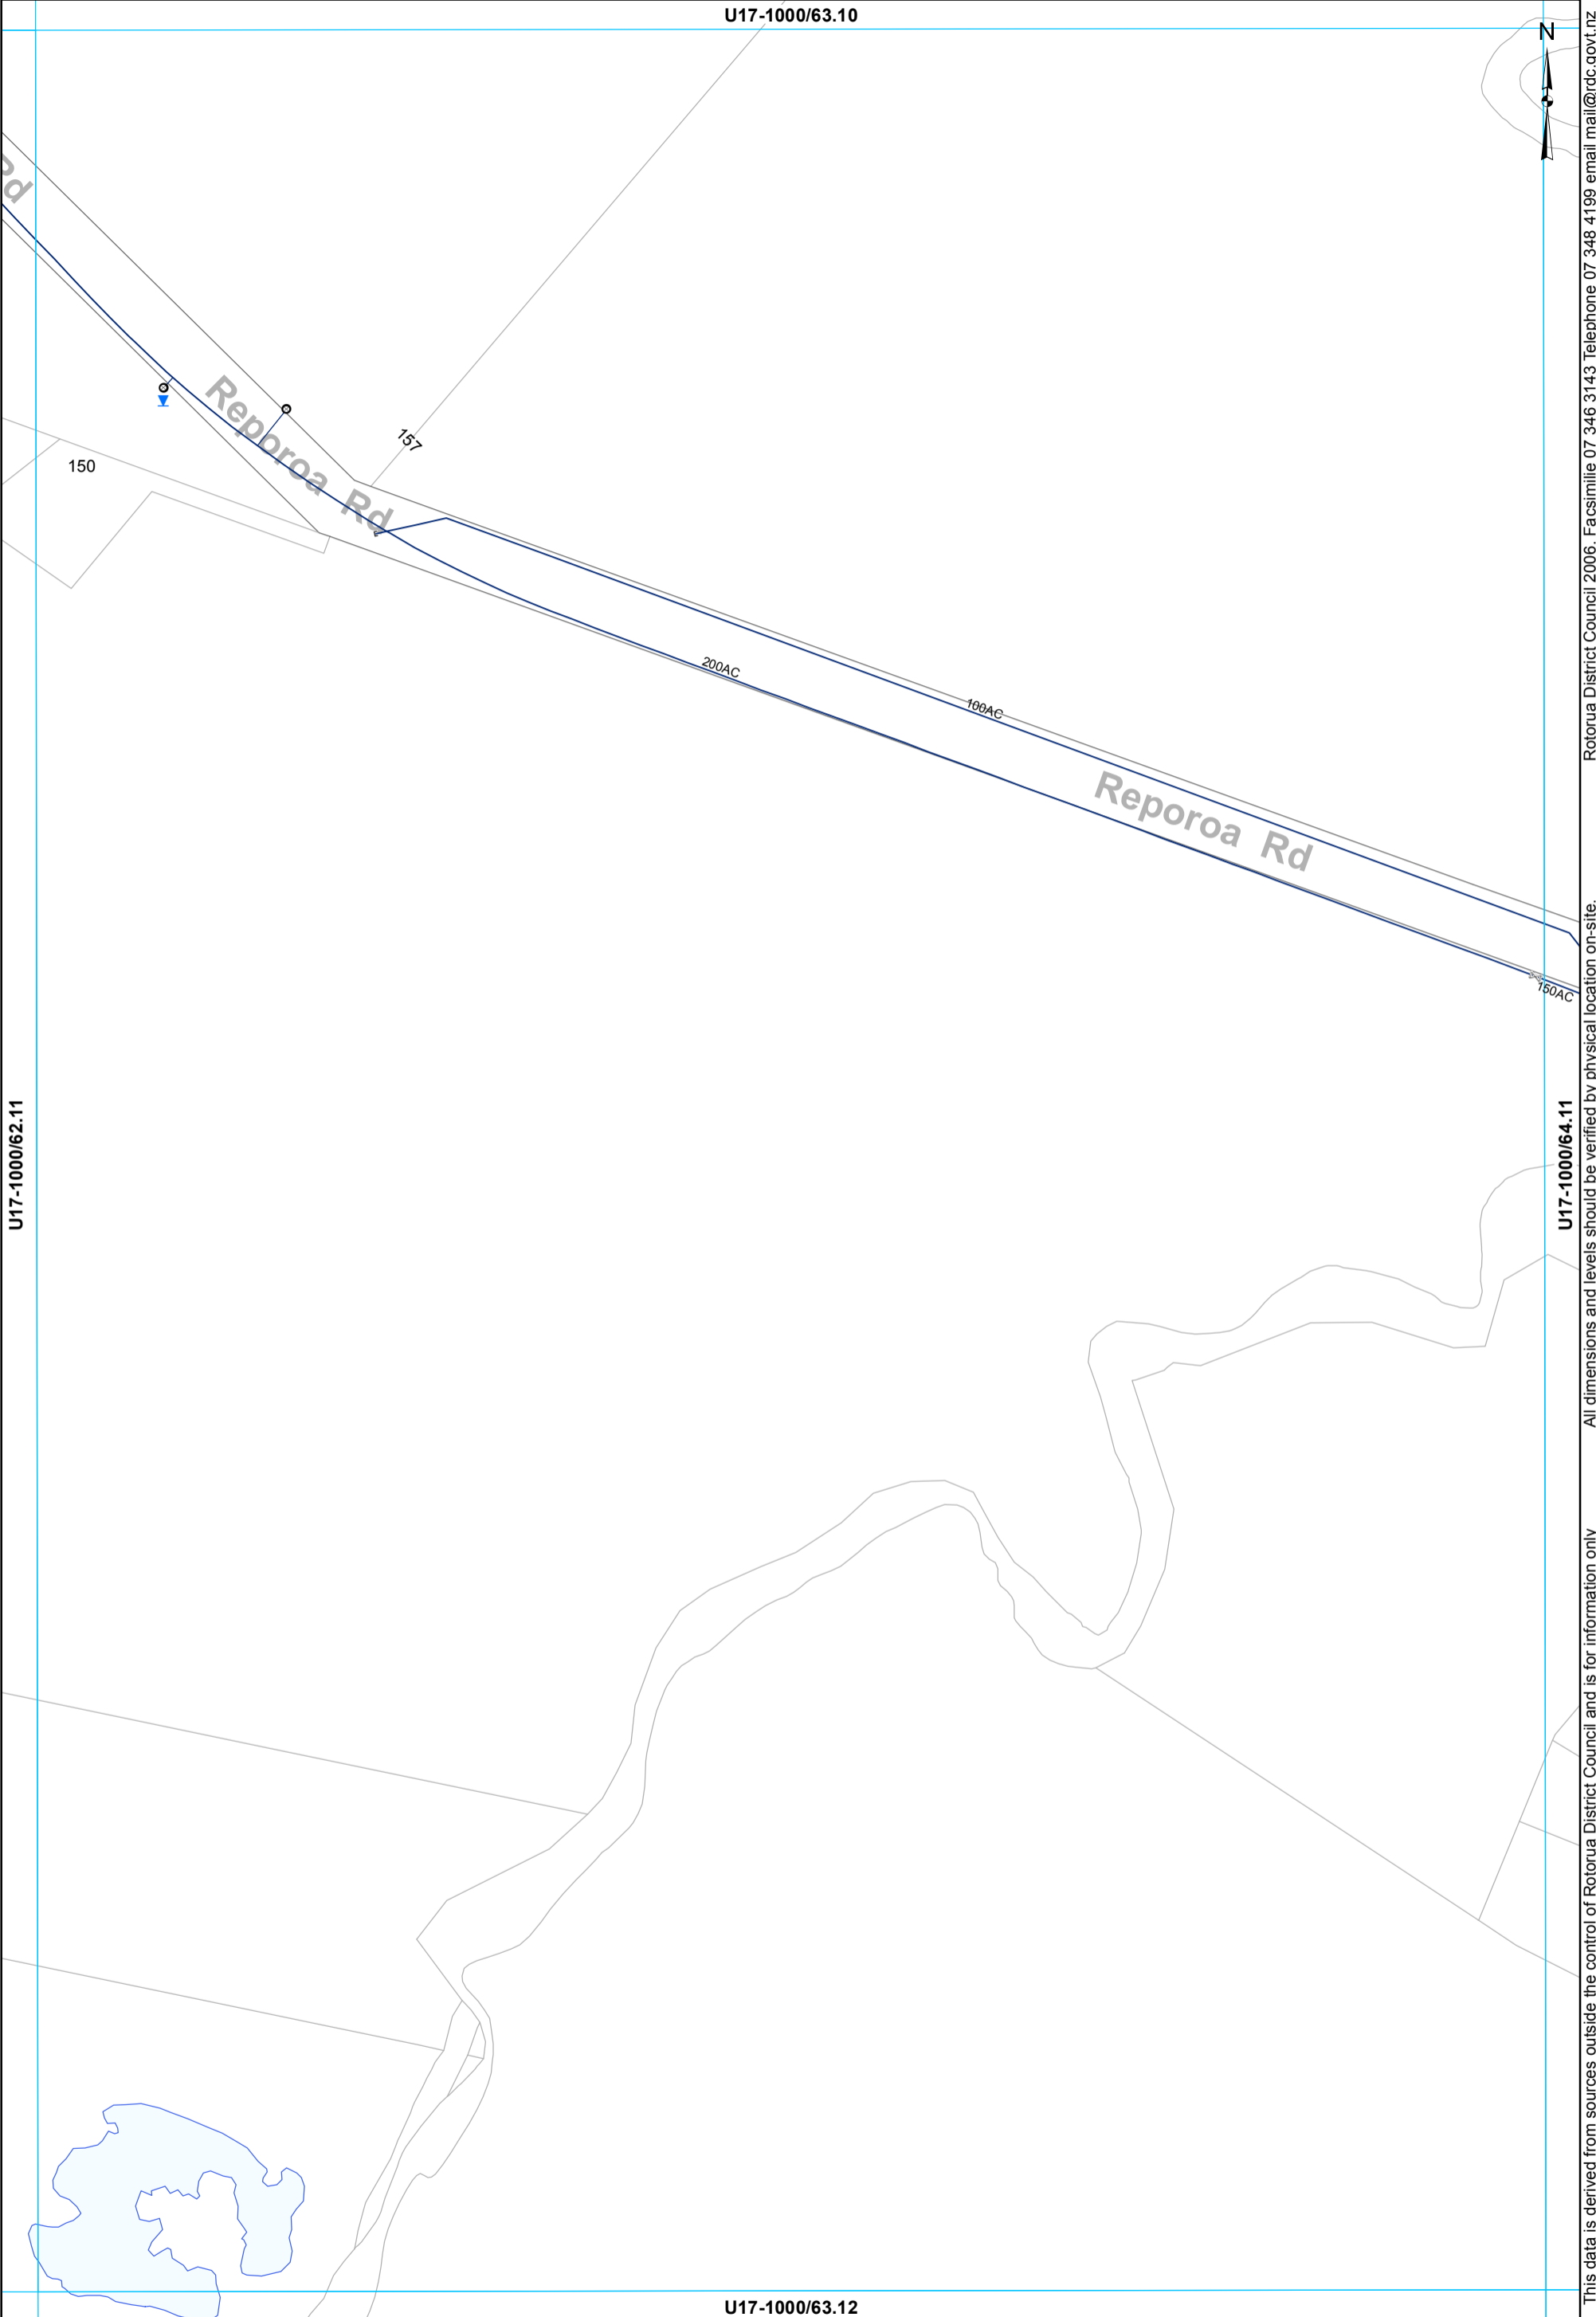 U17-1000/63.10
N
Rd
Reporoa Rd
157
150
200AC
100AC
Reporoa Rd
150AC
U17-1000/62.11
U17-1000/64.11
U17-1000/63.12
This data is derived from sources outside the control of Rotorua District Council and is for information only
All dimensions and levels should be verified by physical location on-site.
Rotorua District Council 2006. Facsimilie 07 346 3143 Telephone 07 348 4199 email mail@rdc.govt.nz